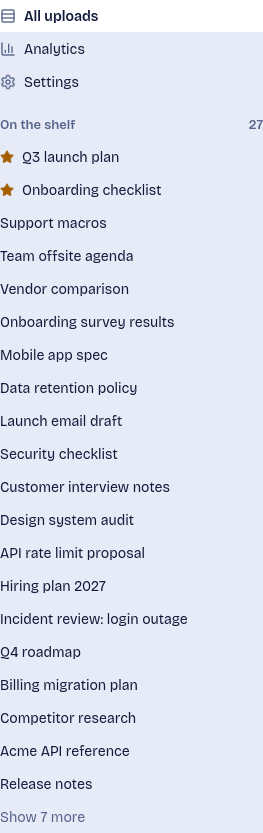 All uploads
Analytics
Settings
On the shelf 27
Q3 launch plan
Onboarding checklist
Support macros
Team offsite agenda
Vendor comparison
Onboarding survey results
Mobile app spec
Data retention policy
Launch email draft
Security checklist
Customer interview notes
Design system audit
API rate limit proposal
Hiring plan 2027
Incident review: login outage
Q4 roadmap
Billing migration plan
Competitor research
Acme API reference
Release notes
Show 7 more